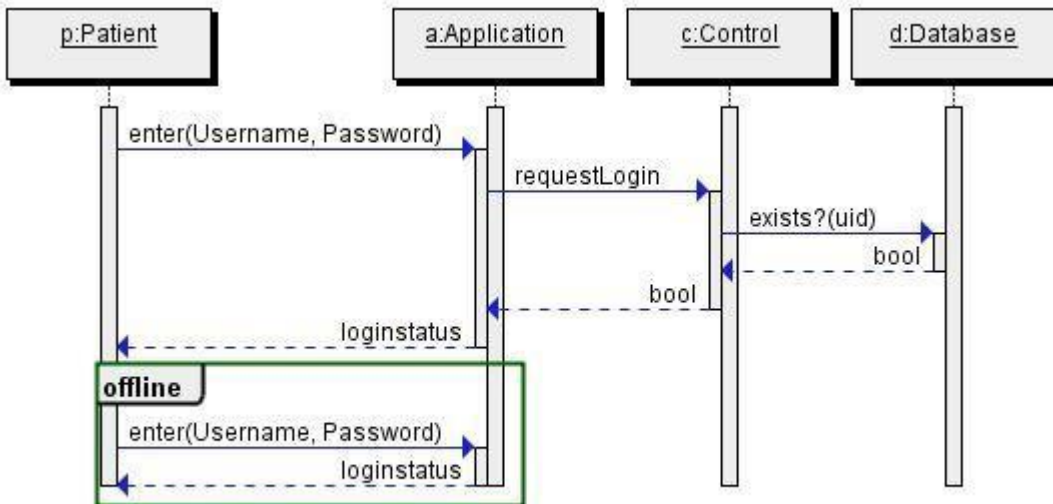 p:Patient
a:Application
c:Control
d:Database
enter(Username, Password)
requestLogin
exists?(uid)
bool
bool
loginstatus
offline
enter(Username, Password)
loginstatus